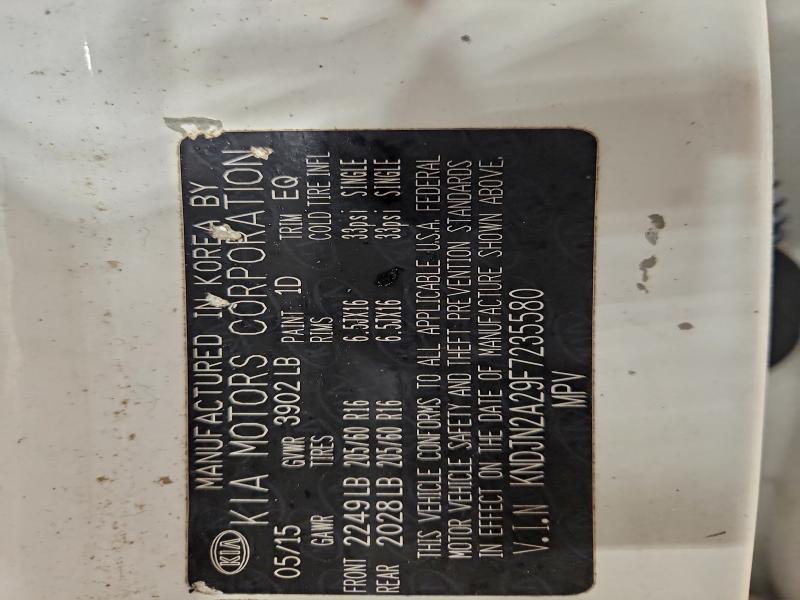 KIA MANUFACTURED IN KOREA BY
KIA MOTORS CORPORATION
05/15 GVWR 3902LB PAINT 1D TRIM EQ
GAWR TIRES RIMS COLD TIRE INFL
FRONT 2249LB 205/60 R16 6.5JX16 33psi SINGLE
REAR 2028LB 205/60 R16 6.5JX16 33psi SINGLE
THIS VEHICLE CONFORMS TO ALL APPLICABLE U.S.A. FEDERAL
MOTOR VEHICLE SAFETY AND THEFT PREVENTION STANDARDS
IN EFFECT ON THE DATE OF MANUFACTURE SHOWN ABOVE.
V.I.N KNDJN2A29F7235580
MPV